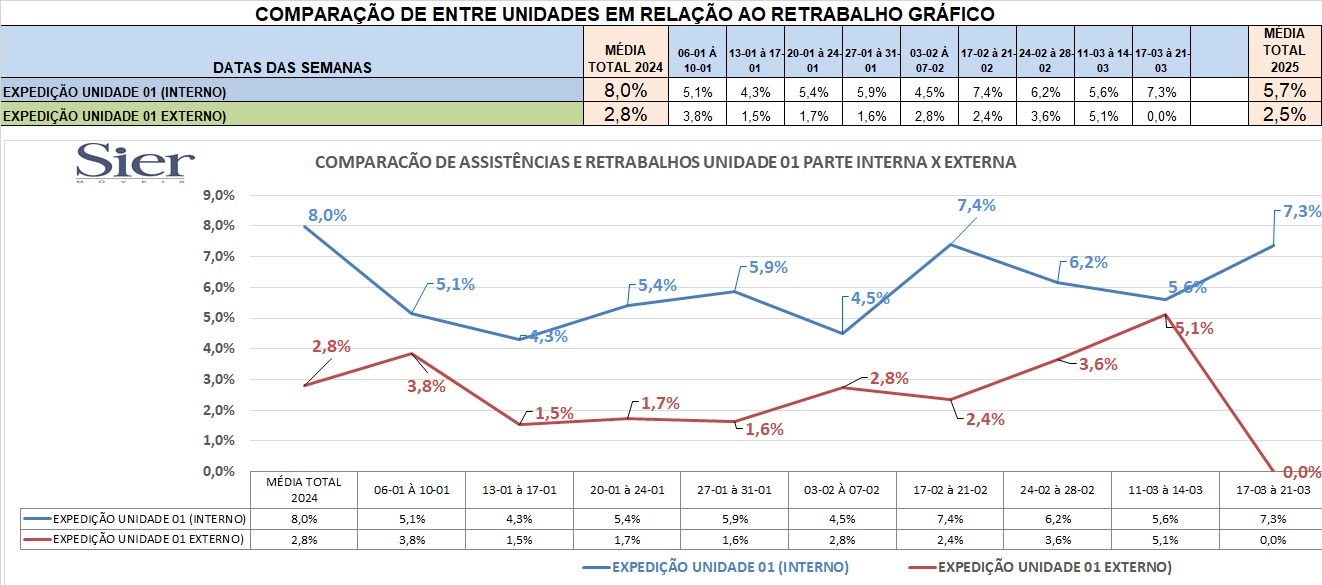 COMPARAÇÃO DE ENTRE UNIDADES EM RELAÇÃO AO RETRABALHO GRÁFICO
DATAS DAS SEMANAS MÉDIA TOTAL 2024 06-01 À 10-01 13-01 à 17-01 20-01 à 24-01 27-01 à 31-01 03-02 À 07-02 17-02 à 21-02 24-02 à 28-02 11-03 à 14-03 17-03 à 21-03 MÉDIA TOTAL 2025
EXPEDIÇÃO UNIDADE 01 (INTERNO) 8,0% 5,1% 4,3% 5,4% 5,9% 4,5% 7,4% 6,2% 5,6% 7,3% 5,7%
EXPEDIÇÃO UNIDADE 01 EXTERNO) 2,8% 3,8% 1,5% 1,7% 1,6% 2,8% 2,4% 3,6% 5,1% 0,0% 2,5%
Sier
MÓVEIS
COMPARACÃO DE ASSISTÊNCIAS E RETRABALHOS UNIDADE 01 PARTE INTERNA X EXTERNA
9,0%
8,0%
7,0%
6,0%
5,0%
4,0%
3,0%
2,0%
1,0%
0,0%
8,0% 5,1% 4,3% 5,4% 5,9% 4,5% 7,4% 6,2% 5,6% 7,3%
2,8% 3,8% 1,5% 1,7% 1,6% 2,8% 2,4% 3,6% 5,1% 0,0%
MÉDIA TOTAL 2024 06-01 À 10-01 13-01 à 17-01 20-01 à 24-01 27-01 à 31-01 03-02 À 07-02 17-02 à 21-02 24-02 à 28-02 11-03 à 14-03 17-03 à 21-03
EXPEDIÇÃO UNIDADE 01 (INTERNO) 8,0% 5,1% 4,3% 5,4% 5,9% 4,5% 7,4% 6,2% 5,6% 7,3%
EXPEDIÇÃO UNIDADE 01 EXTERNO) 2,8% 3,8% 1,5% 1,7% 1,6% 2,8% 2,4% 3,6% 5,1% 0,0%
EXPEDIÇÃO UNIDADE 01 (INTERNO) EXPEDIÇÃO UNIDADE 01 EXTERNO)